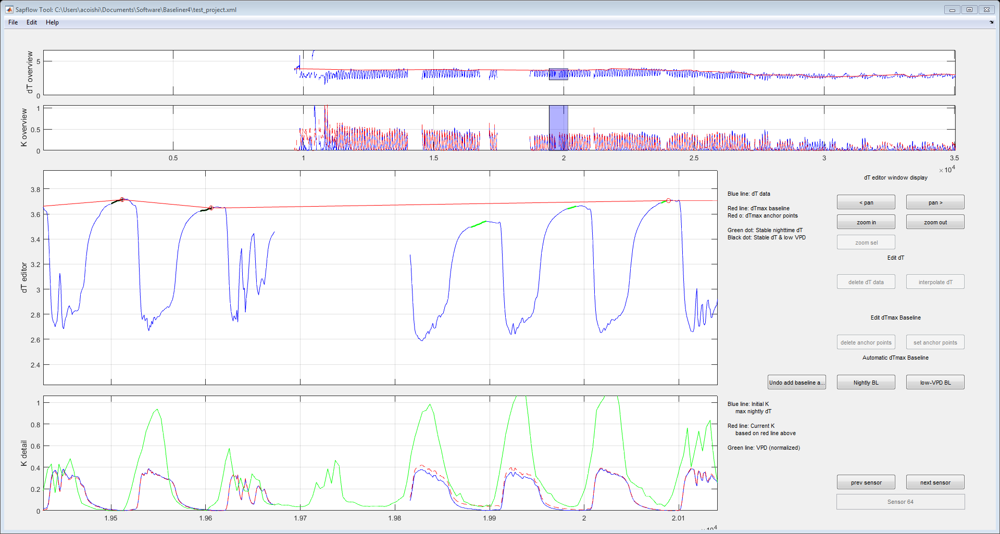 Sapflow Tool: C:\Users\acoishi\Documents\Software\Baseliner4\test_project.xml
File Edit Help
dT overview
5
0
K overview
1
0.5
0
0.5 1 1.5 2 2.5 3 3.5
×10^4
dT editor
3.8
3.6
3.4
3.2
3
2.8
2.6
2.4
Blue line: dT data
Red line: dTmax baseline
Red o: dTmax anchor points
Green dot: Stable nighttime dT
Black dot: Stable dT & low VPD
dT editor window display
< pan pan >
zoom in zoom out
zoom sel
Edit dT
delete dT data interpolate dT
Edit dTmax Baseline
delete anchor points set anchor points
Automatic dTmax Baseline
Undo add baseline a... Nightly BL low-VPD BL
K detail
1
0.8
0.6
0.4
0.2
0
1.95 1.96 1.97 1.98 1.99 2 2.01
Blue line: Initial K
max nightly dT
Red line: Current K
based on red line above
Green line: VPD (normalized)
prev sensor next sensor
Sensor 64